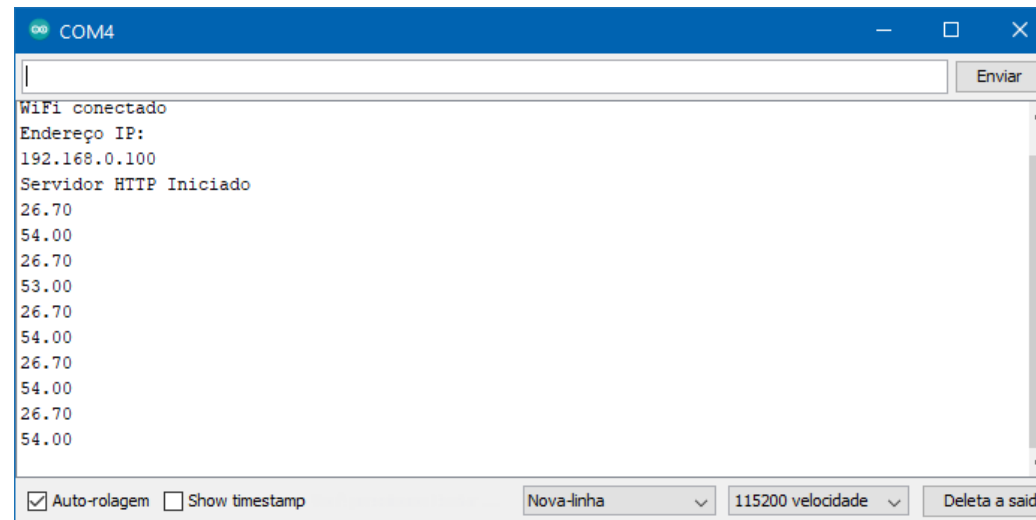 COM4
Enviar
WiFi conectado
Endereço IP:
192.168.0.100
Servidor HTTP Iniciado
26.70
54.00
26.70
53.00
26.70
54.00
26.70
54.00
26.70
54.00
Auto-rolagem Show timestamp Nova-linha 115200 velocidade Deleta a said